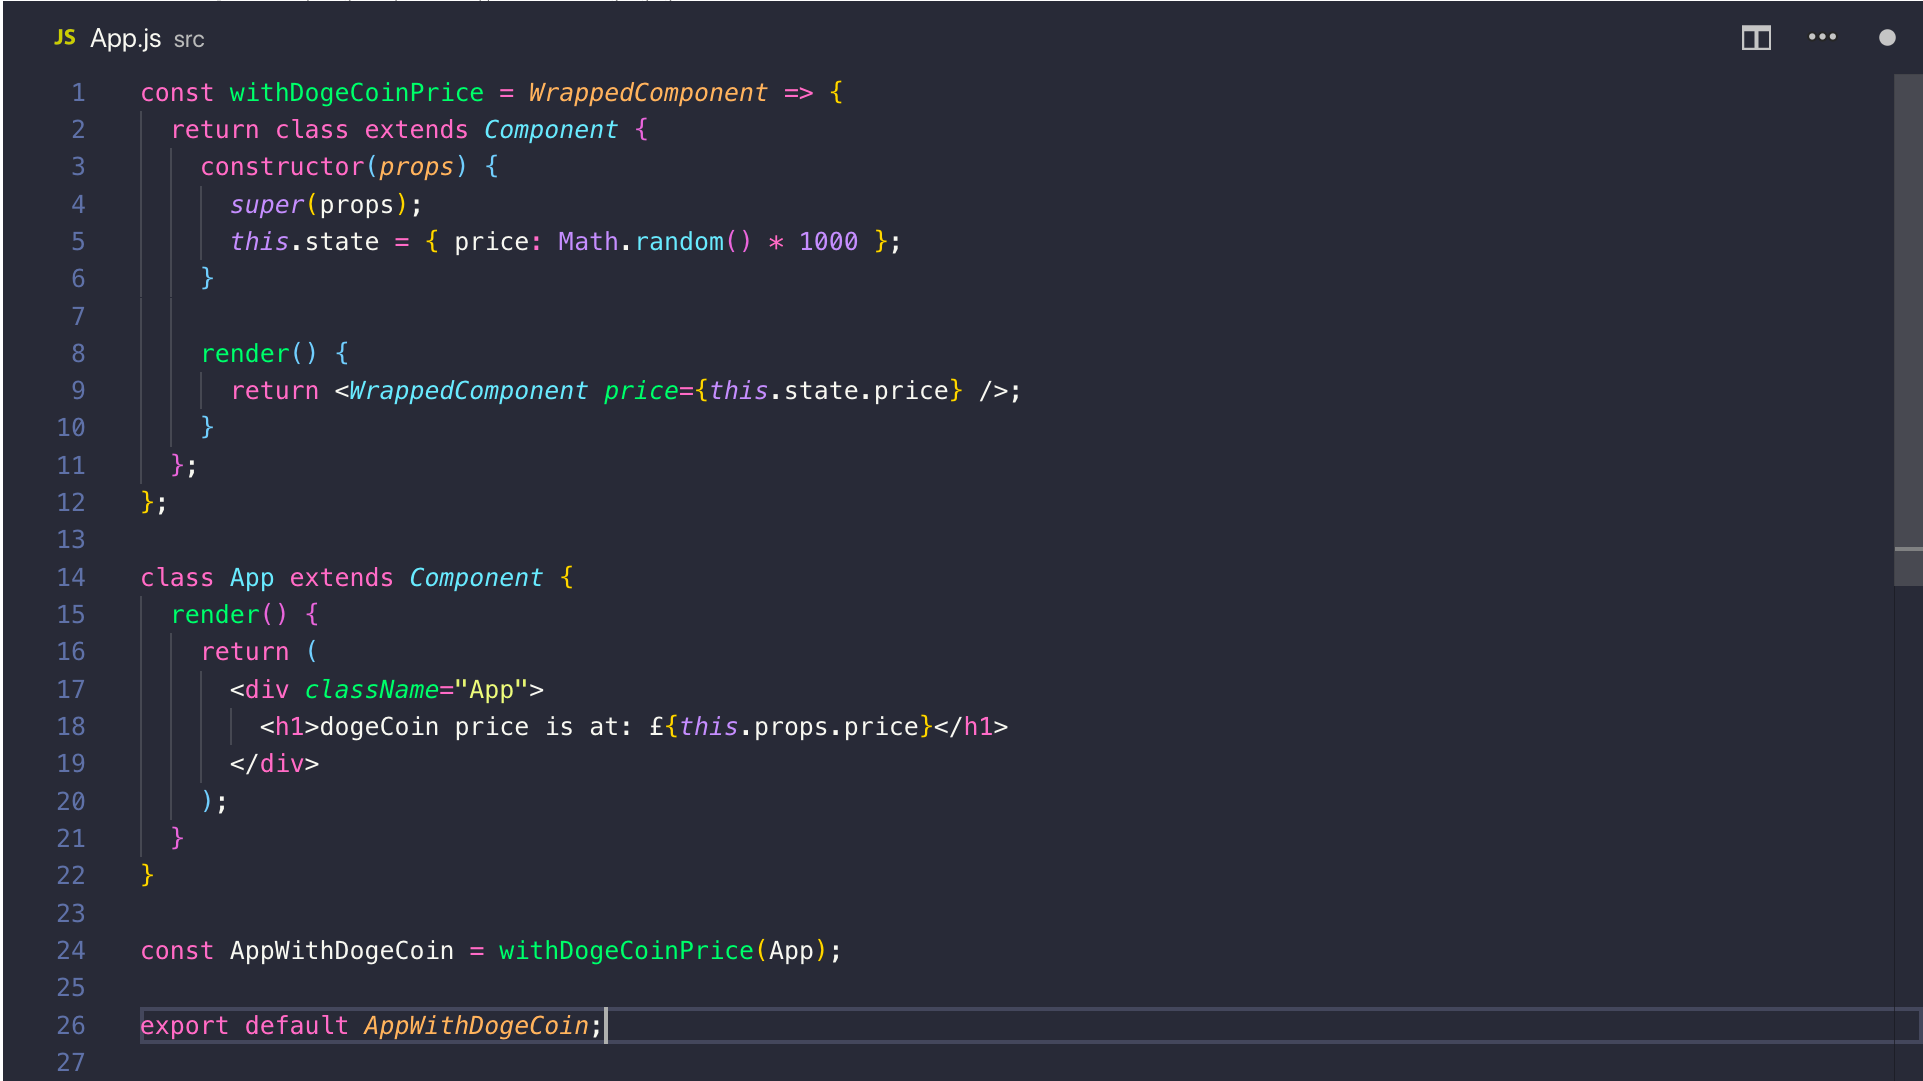 JS App.js src
1 const withDogeCoinPrice = WrappedComponent => {
2   return class extends Component {
3     constructor(props) {
4       super(props);
5       this.state = { price: Math.random() * 1000 };
6     }
7
8     render() {
9       return <WrappedComponent price={this.state.price} />;
10     }
11   };
12 };
13
14 class App extends Component {
15   render() {
16     return (
17       <div className="App">
18         <h1>dogeCoin price is at: £{this.props.price}</h1>
19       </div>
20     );
21   }
22 }
23
24 const AppWithDogeCoin = withDogeCoinPrice(App);
25
26 export default AppWithDogeCoin;
27